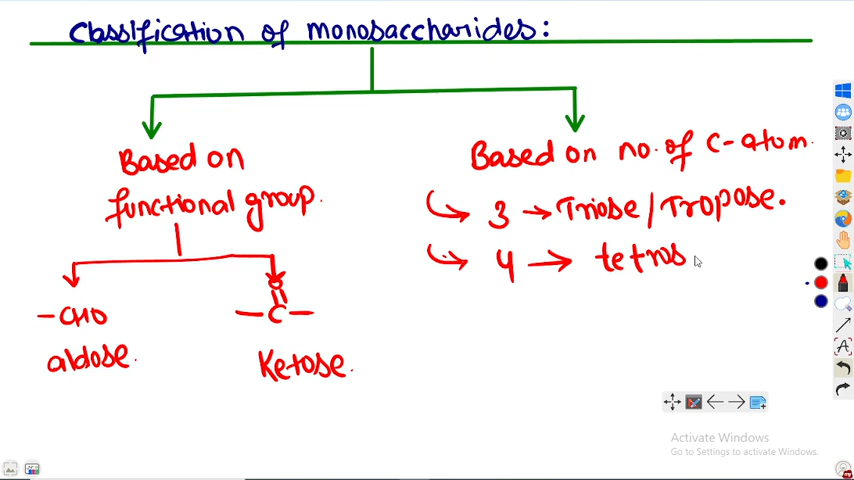 Classification of monosaccharides:
Based on
functional group.
-CHO
aldose.
O
-C-
Ketose.
Based on no. of C-atom.
3 → Triose/Tropose.
4 → tetros
Activate Windows
Go to Settings to activate Windows.